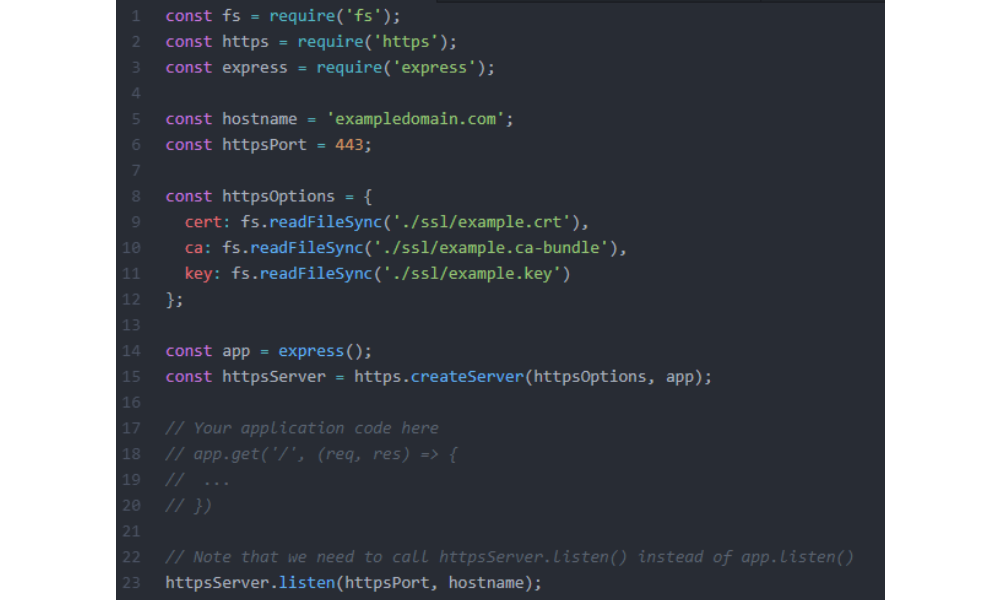 1 const fs = require('fs');
2 const https = require('https');
3 const express = require('express');
4
5 const hostname = 'exampledomain.com';
6 const httpsPort = 443;
7
8 const httpsOptions = {
9   cert: fs.readFileSync('./ssl/example.crt'),
10   ca: fs.readFileSync('./ssl/example.ca-bundle'),
11   key: fs.readFileSync('./ssl/example.key')
12 };
13
14 const app = express();
15 const httpsServer = https.createServer(httpsOptions, app);
16
17 // Your application code here
18 // app.get('/', (req, res) => {
19 //  ...
20 // })
21
22 // Note that we need to call httpsServer.listen() instead of app.listen()
23 httpsServer.listen(httpsPort, hostname);